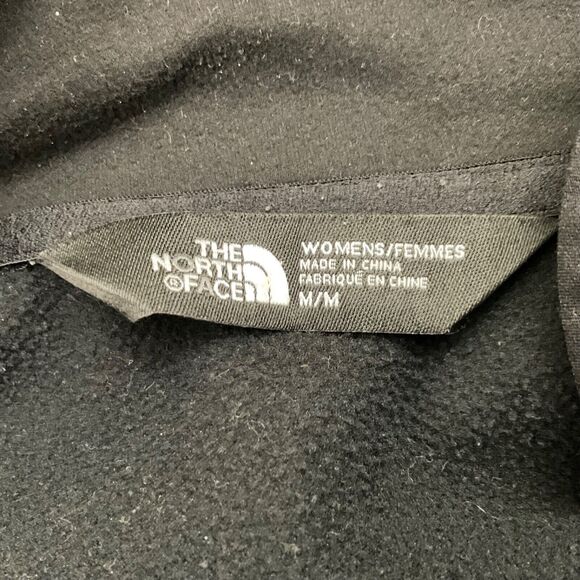 THE
NORTH
® FACE
WOMENS/FEMMES
MADE IN CHINA
FABRIQUÉ EN CHINE
M/M